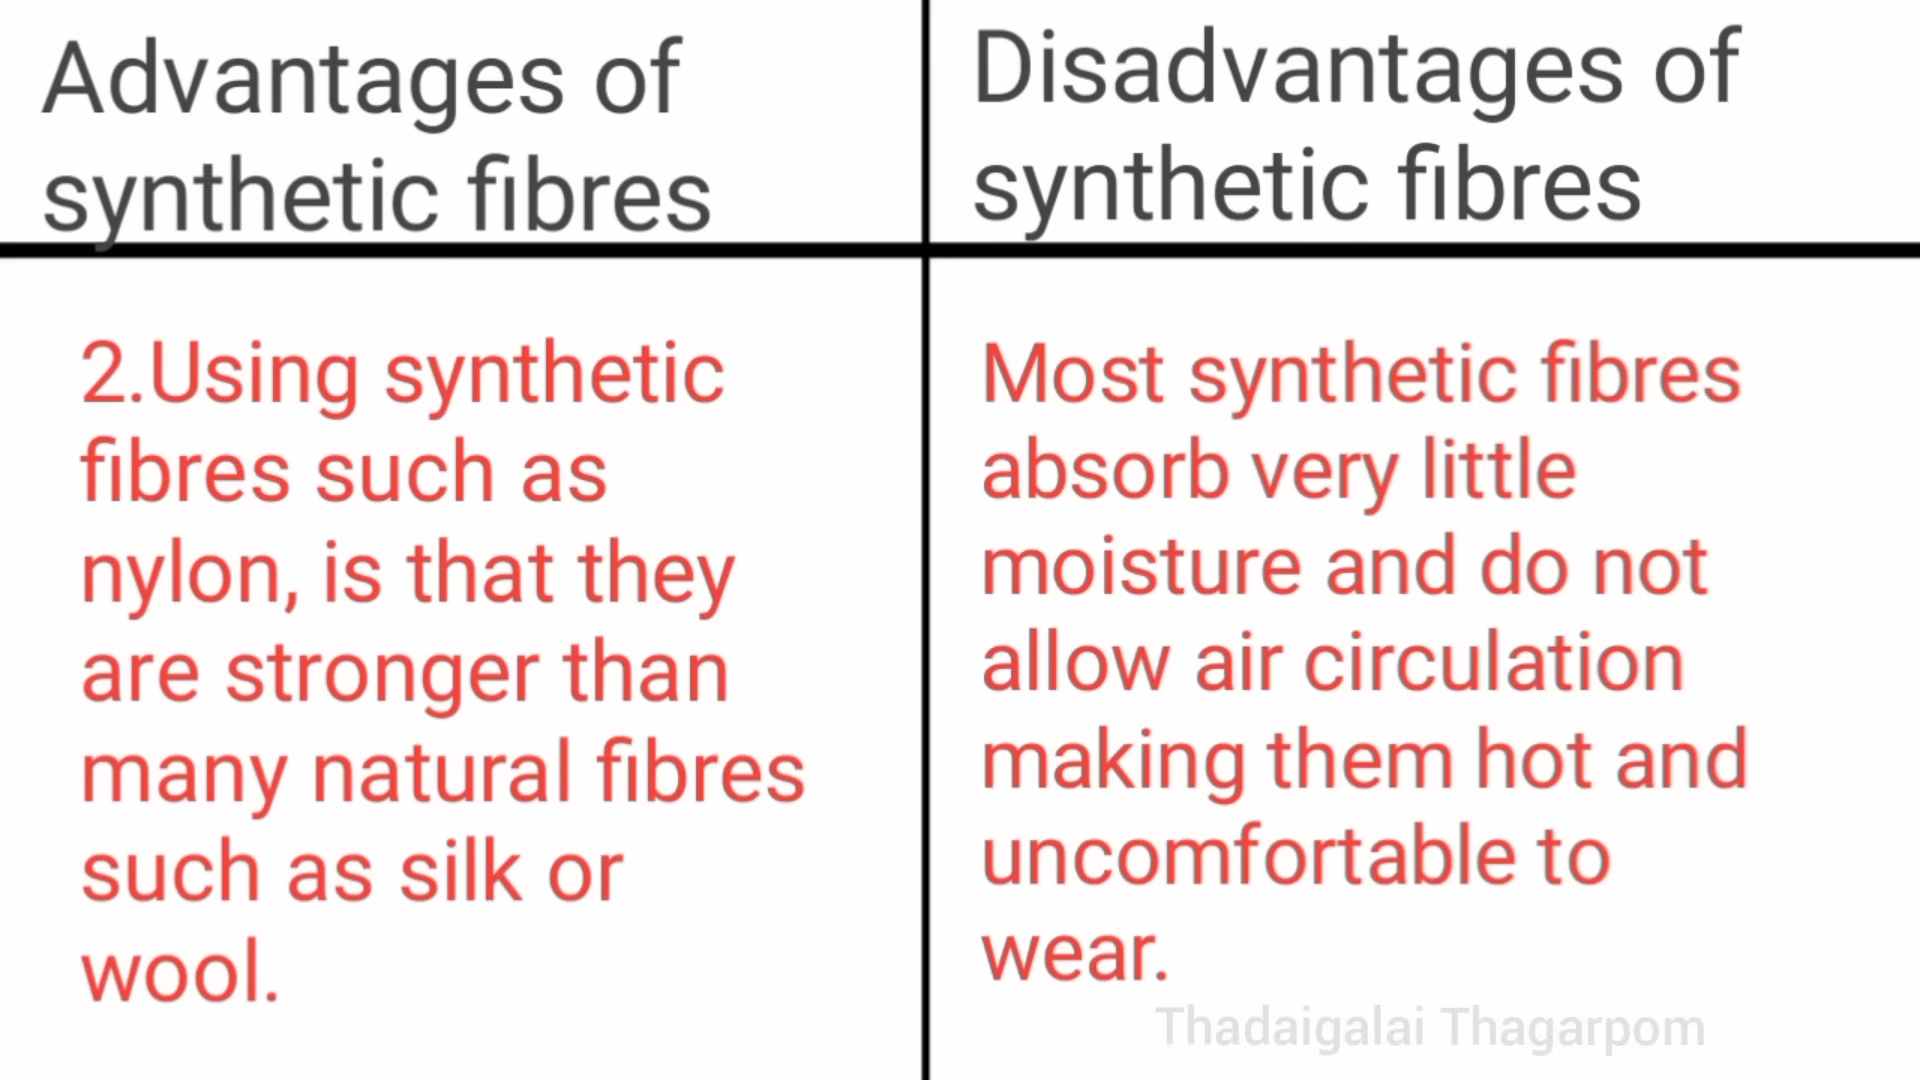 Advantages of
synthetic fibres
Disadvantages of
synthetic fibres
2.Using synthetic
fibres such as
nylon, is that they
are stronger than
many natural fibres
such as silk or
wool.
Most synthetic fibres
absorb very little
moisture and do not
allow air circulation
making them hot and
uncomfortable to
wear.
Thadaigalai Thagarpom